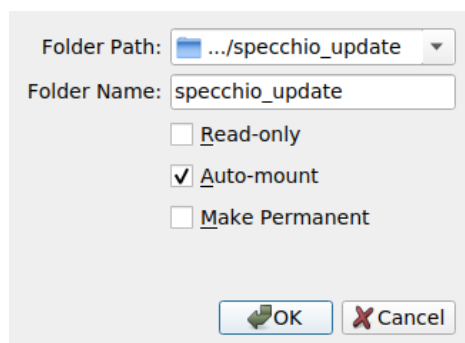 Folder Path: .../specchio_update
Folder Name: specchio_update
Read-only
Auto-mount
Make Permanent
OK Cancel